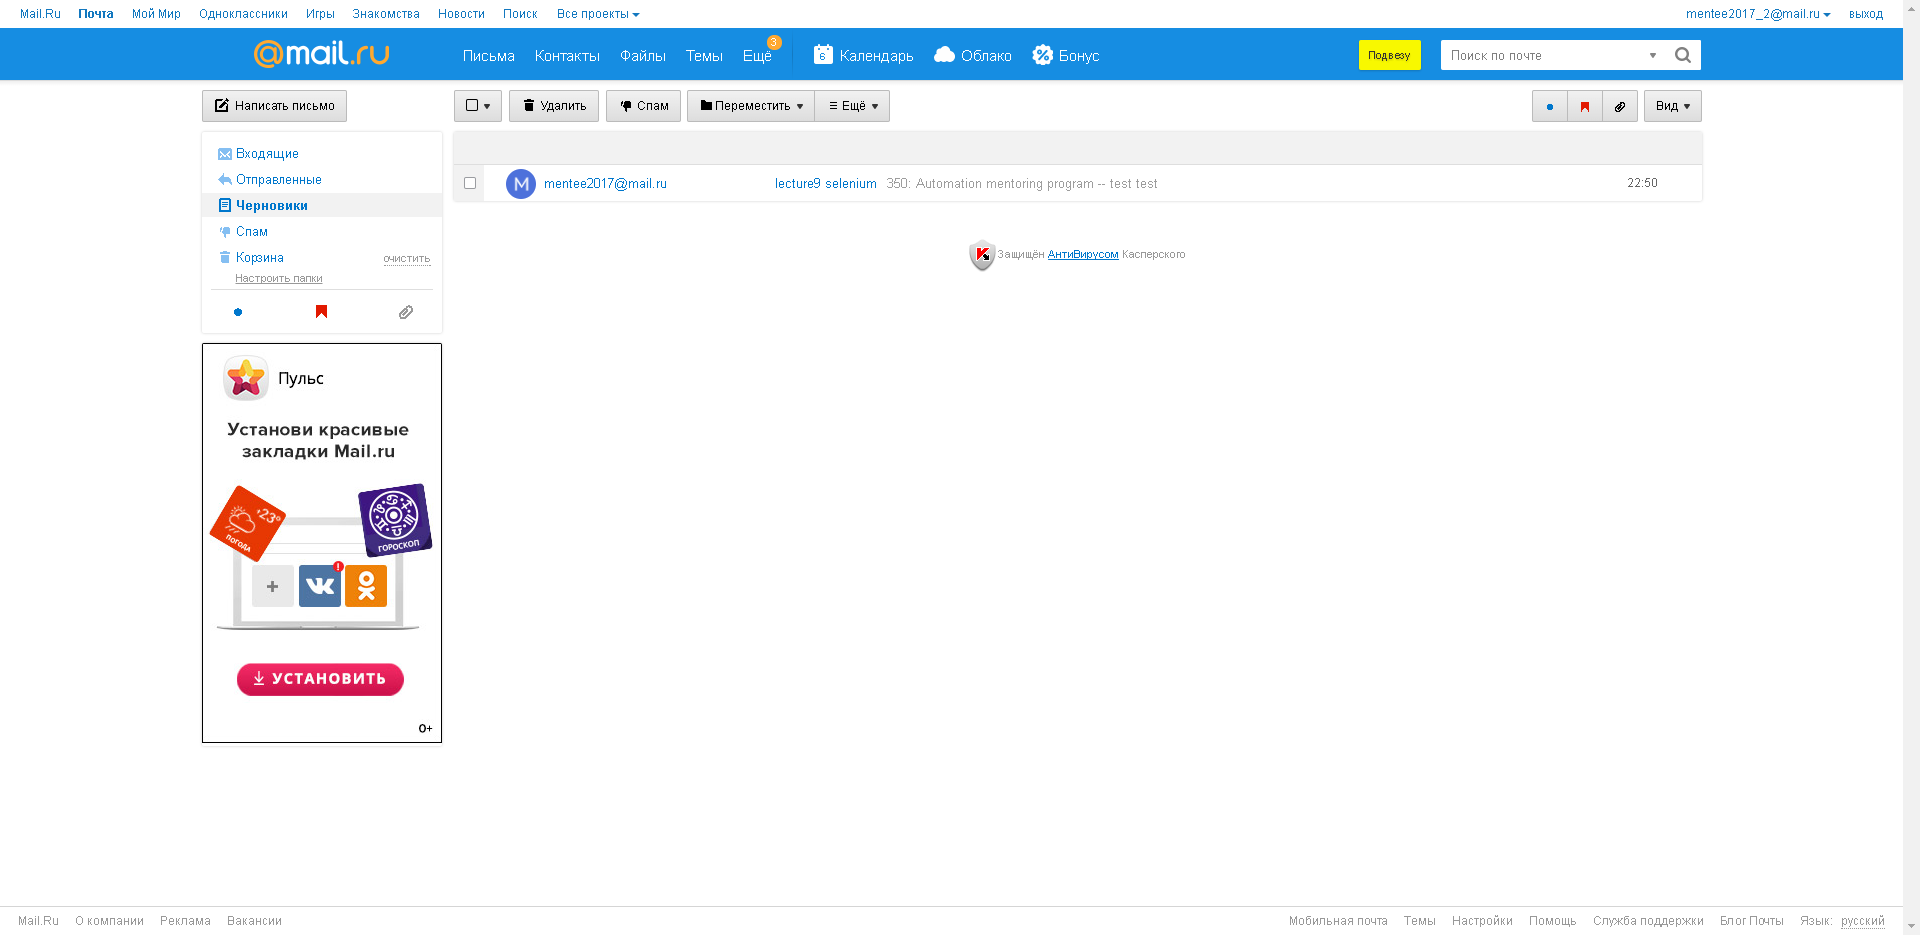 Mail.Ru Почта Мой Мир Одноклассники Игры Знакомства Новости Поиск Все проекты mentee2017_2@mail.ru выход
@mail.ru Письма Контакты Файлы Темы Ещё 3 6 Календарь Облако Бонус Подвезу Поиск по почте
Написать письмо Удалить Спам Переместить Ещё Вид
Входящие
Отправленные
Черновики
Спам
Корзина очистить
Настроить папки
M mentee2017@mail.ru lecture9 selenium 350: Automation mentoring program -- test test 22:50
Защищён АнтиВирусом Касперского
Пульс
Установи красивые
закладки Mail.ru
+23°
ПОГОДА
ГОРОСКОП
УСТАНОВИТЬ
0+
Mail.Ru О компании Реклама Вакансии Мобильная почта Темы Настройки Помощь Служба поддержки Блог Почты Язык: русский